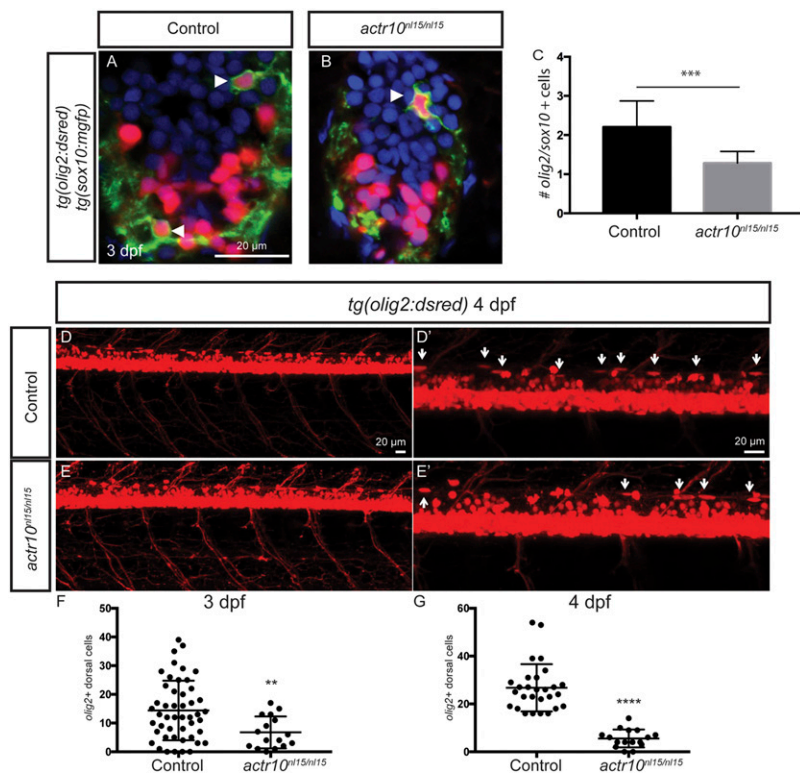 Control
actr10nl15/nl15
tg(olig2:dsred)
tg(sox10:mgfp)
A
3 dpf
20 µm
B
C
# olig2/sox10 + cells
4
3
2
1
0
***
Control
actr10nl15/nl15
tg(olig2:dsred) 4 dpf
Control
D
20 µm
D'
20 µm
actr10nl15/nl15
E
E'
F
3 dpf
olig2+ dorsal cells
50
40
30
20
10
0
**
Control
actr10nl15/nl15
G
4 dpf
olig2+ dorsal cells
60
40
20
0
****
Control
actr10nl15/nl15